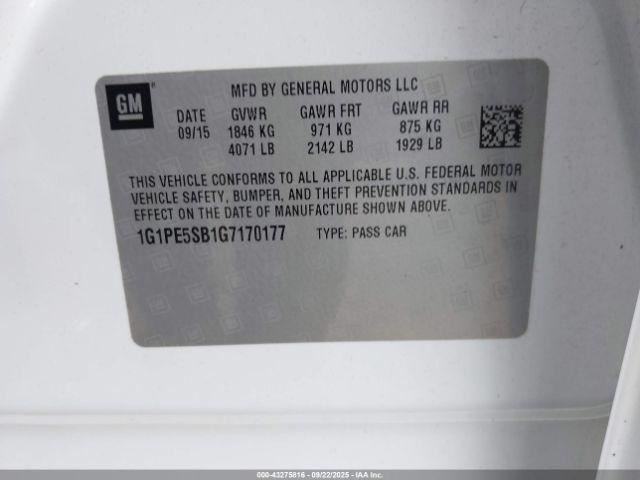 GM
MFD BY GENERAL MOTORS LLC
DATE GVWR GAWR FRT GAWR RR
09/15 1846 KG 971 KG 875 KG
4071 LB 2142 LB 1929 LB
THIS VEHICLE CONFORMS TO ALL APPLICABLE U.S. FEDERAL MOTOR
VEHICLE SAFETY, BUMPER, AND THEFT PREVENTION STANDARDS IN
EFFECT ON THE DATE OF MANUFACTURE SHOWN ABOVE.
1G1PE5SB1G7170177 TYPE: PASS CAR
000-43275816 - 09/22/2025 - IAAI.COM